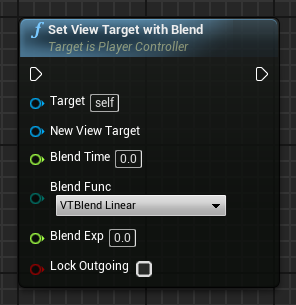 f Set View Target with Blend
Target is Player Controller
Target self
New View Target
Blend Time 0.0
Blend Func
VTBlend Linear
Blend Exp 0.0
Lock Outgoing